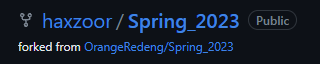 haxzoor/Spring_2023 Public
forked from OrangeRedeng/Spring_2023